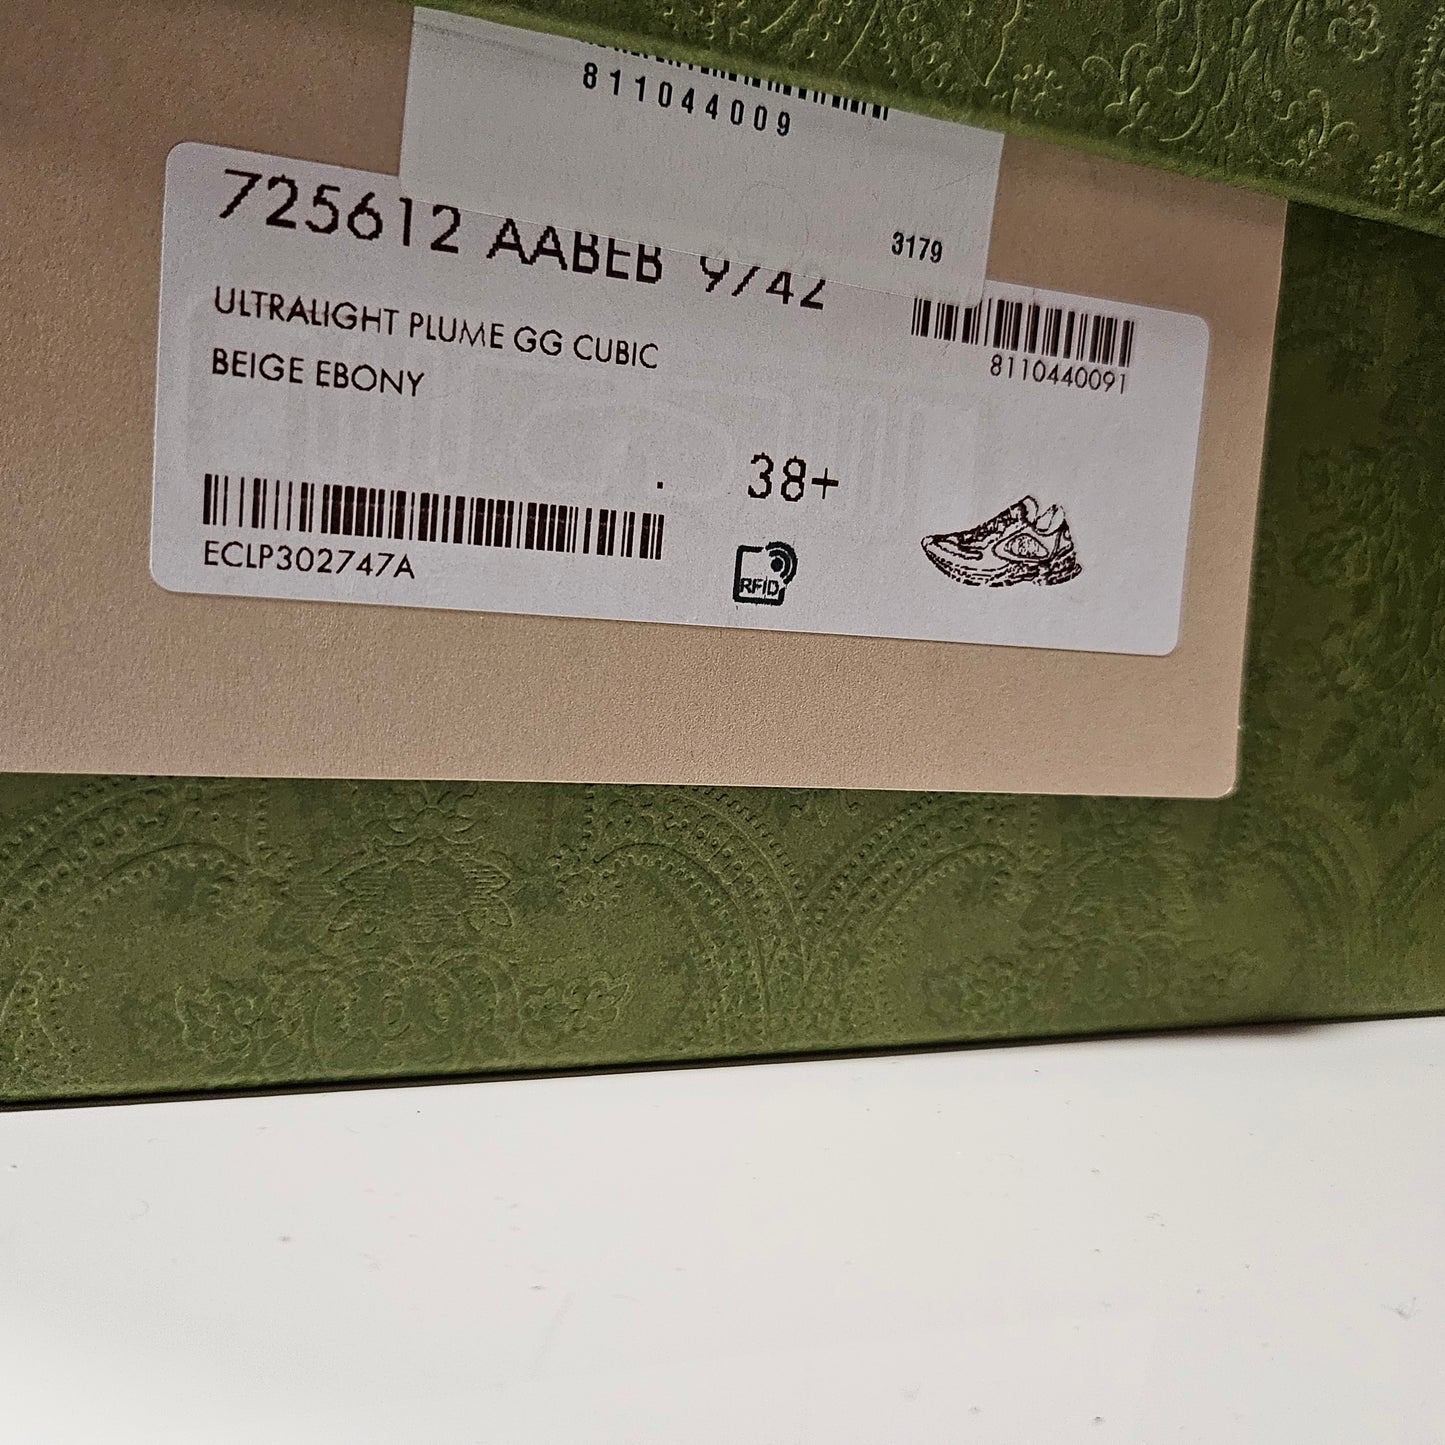 811044009
3179
725612 AABEB 9742
ULTRALIGHT PLUME GG CUBIC
BEIGE EBONY
8110440091
38+
ECLP302747A
RFID